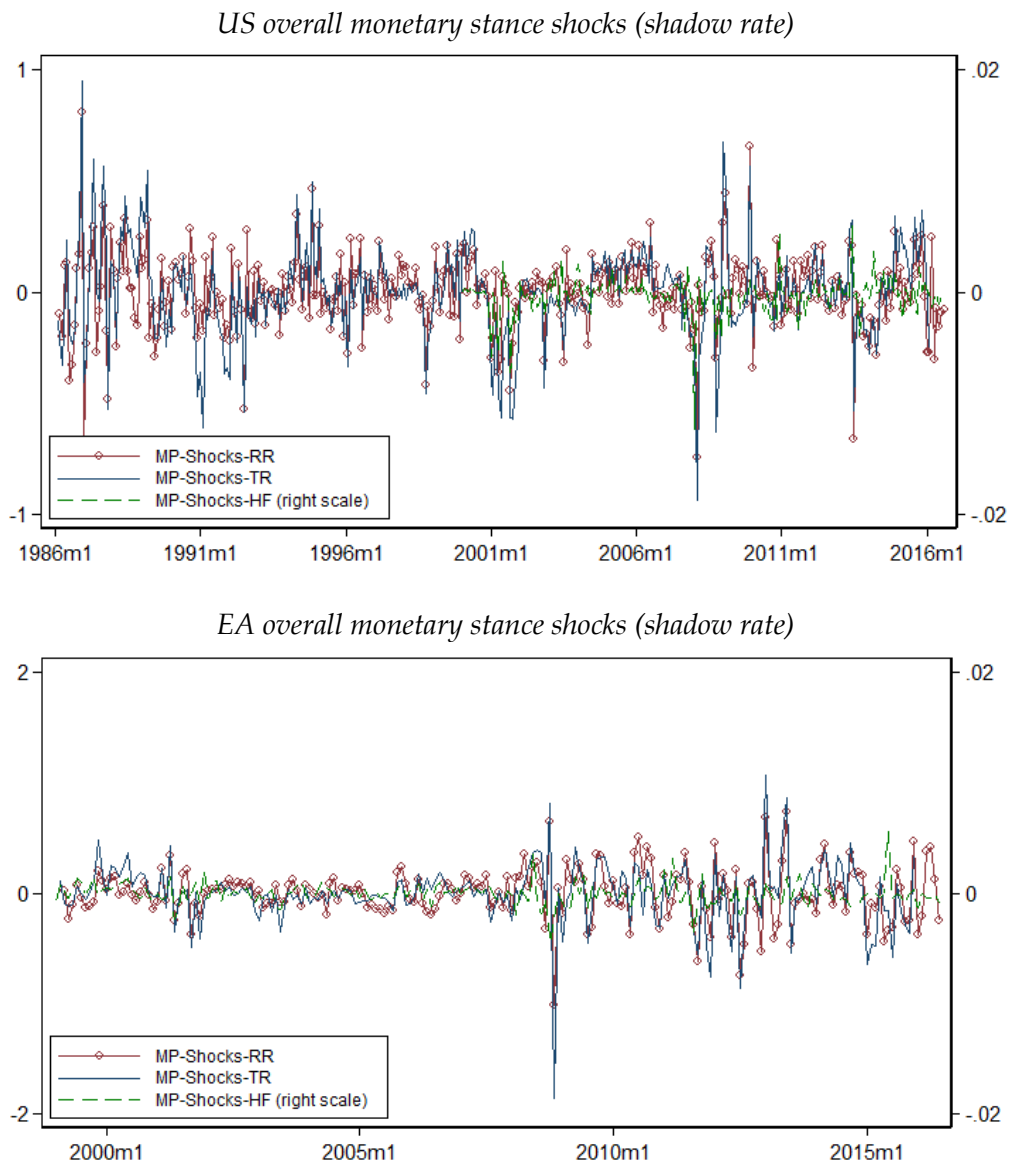 US overall monetary stance shocks (shadow rate)
1
.02
0
0
-1
-.02
MP-Shocks-RR
MP-Shocks-TR
MP-Shocks-HF (right scale)
1986m1 1991m1 1996m1 2001m1 2006m1 2011m1 2016m1
EA overall monetary stance shocks (shadow rate)
2
.02
0
0
-2
-.02
MP-Shocks-RR
MP-Shocks-TR
MP-Shocks-HF (right scale)
2000m1 2005m1 2010m1 2015m1